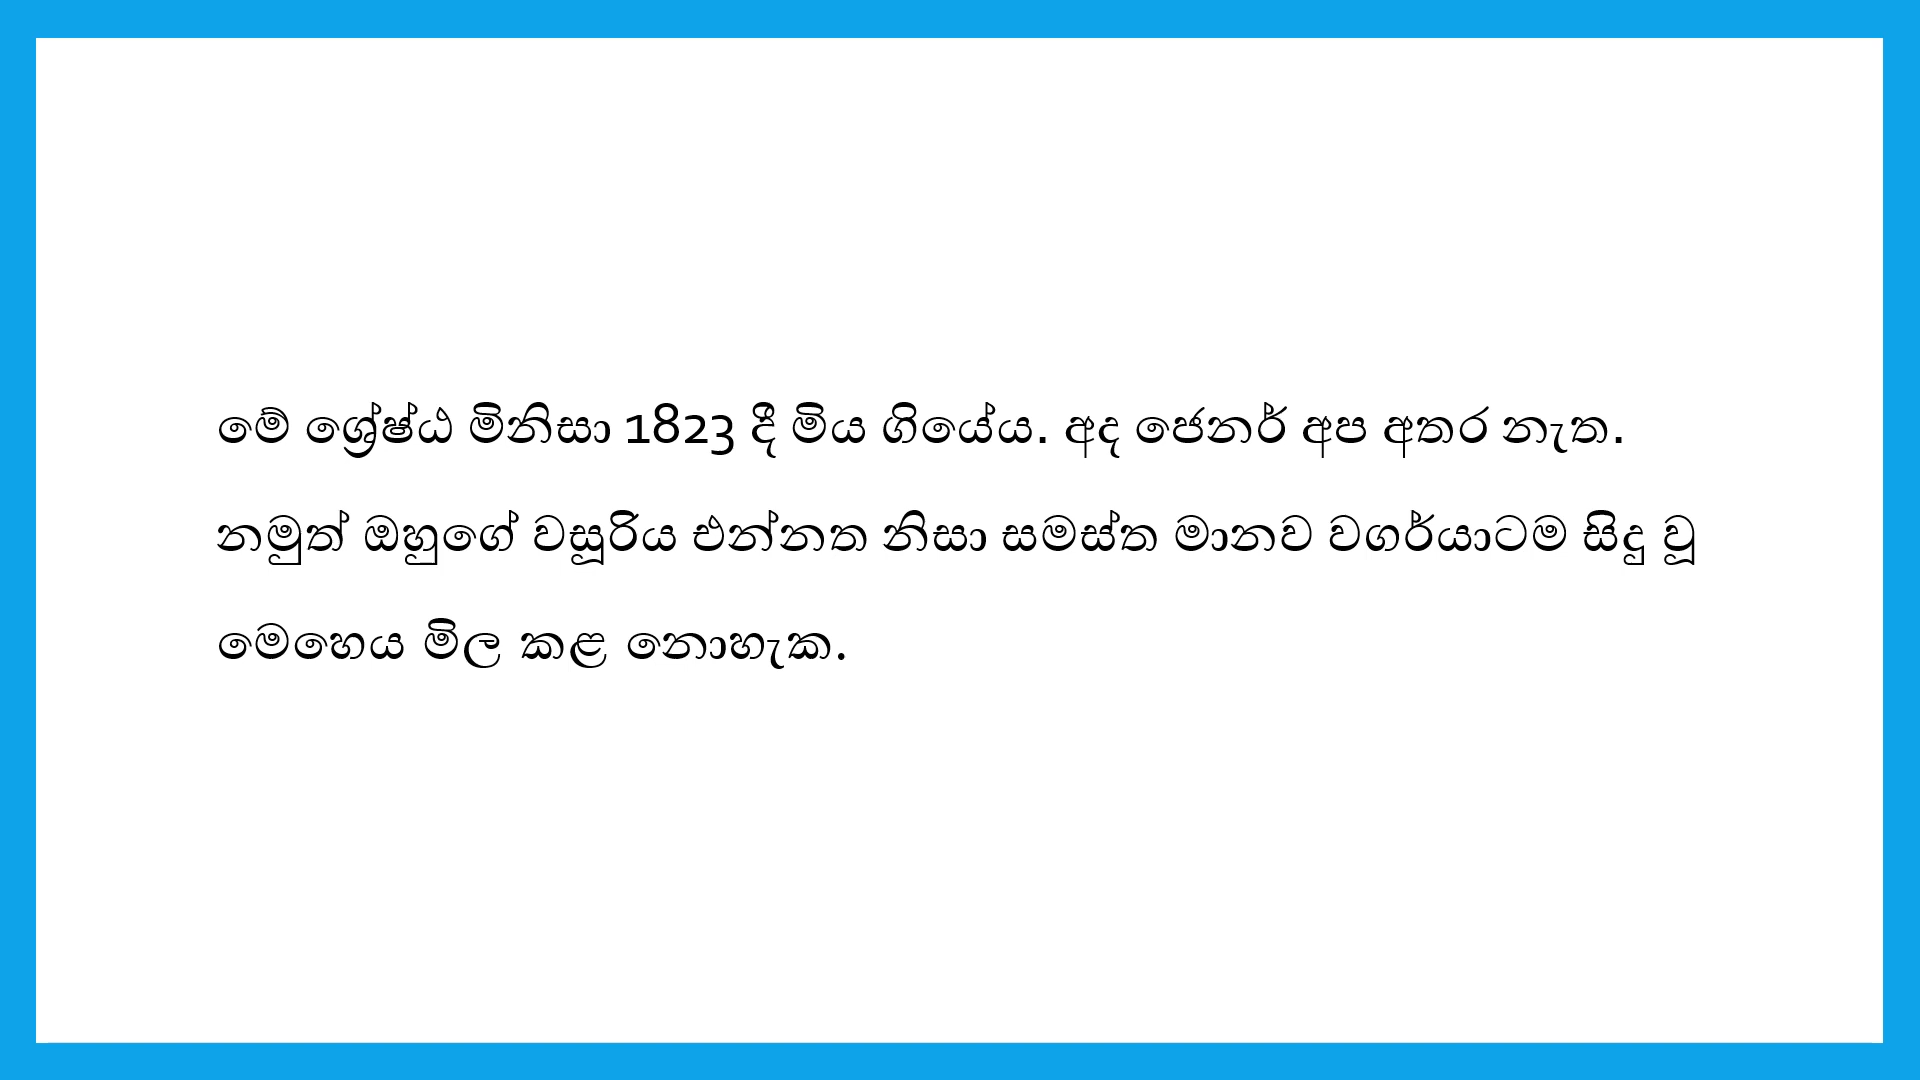 මේ ශ්‍රේෂ්ඨ මිනිසා 1823 දී මිය ගියේය. අද ජෙනර් අප අතර නැත.
නමුත් ඔහුගේ වසූරිය එන්නත නිසා සමස්ත මානව වගර්යාටම සිදු වූ
මෙහෙය මිල කළ නොහැක.